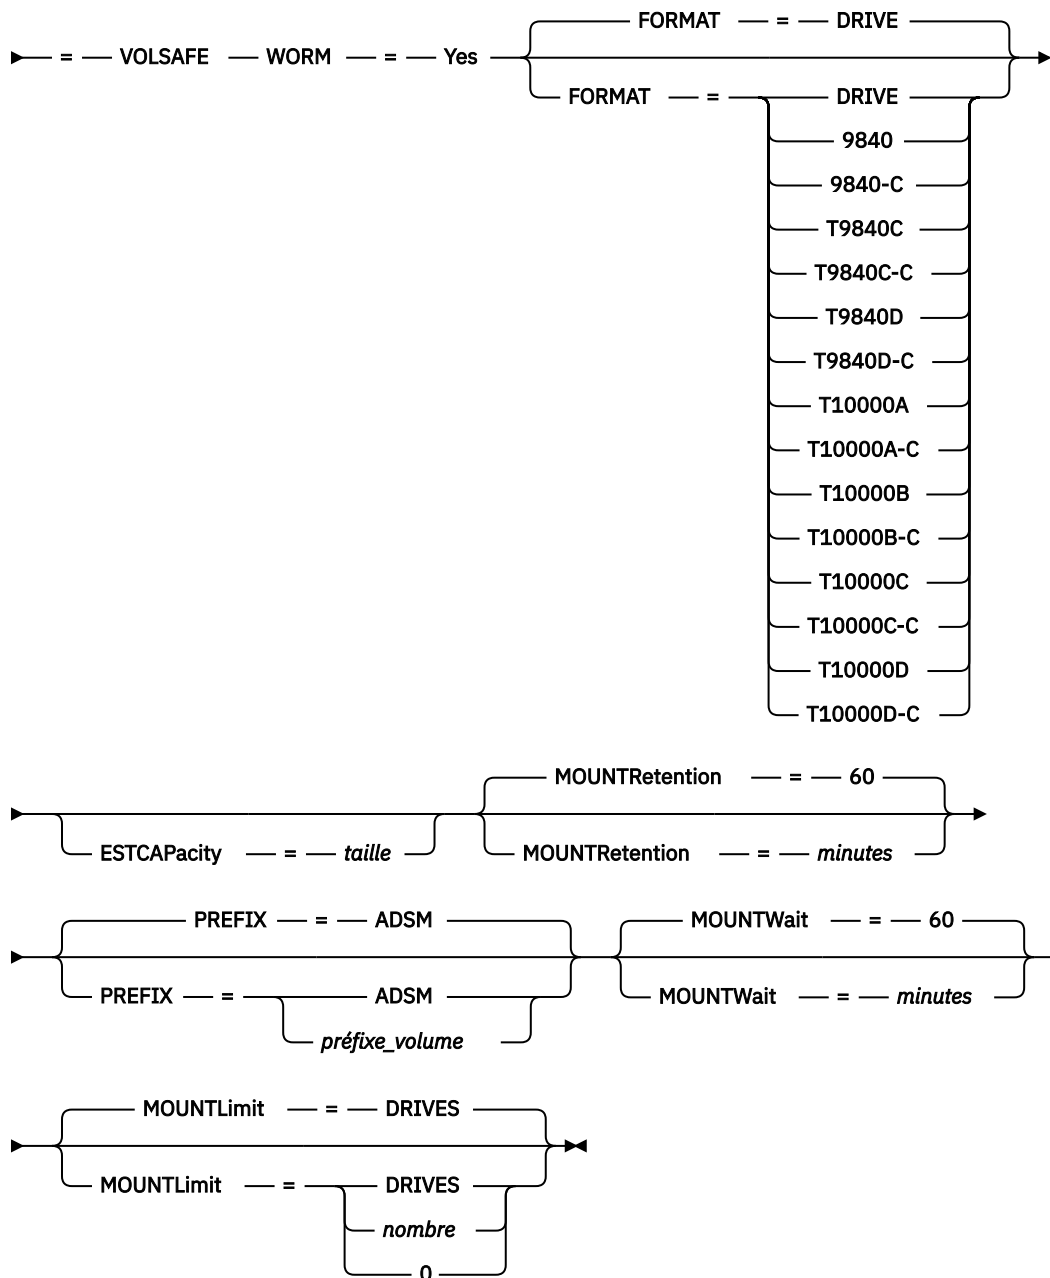 FORMAT = DRIVE
= VOLSAFE WORM = Yes
FORMAT = DRIVE
9840
9840-C
T9840C
T9840C-C
T9840D
T9840D-C
T10000A
T10000A-C
T10000B
T10000B-C
T10000C
T10000C-C
T10000D
T10000D-C
MOUNTRetention = 60
ESTCAPacity = taille MOUNTRetention = minutes
PREFIX = ADSM MOUNTWait = 60
PREFIX = ADSM MOUNTWait = minutes
préfixe_volume
MOUNTLimit = DRIVES
MOUNTLimit = DRIVES
nombre
0